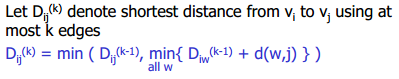 Let Dᵢⱼ⁽ᵏ⁾ denote shortest distance from vᵢ to vⱼ using at
most k edges
Dᵢⱼ⁽ᵏ⁾ = min ( Dᵢⱼ⁽ᵏ⁻¹⁾, min{ Dᵢw⁽ᵏ⁻¹⁾ + d(w,j) } )
all w